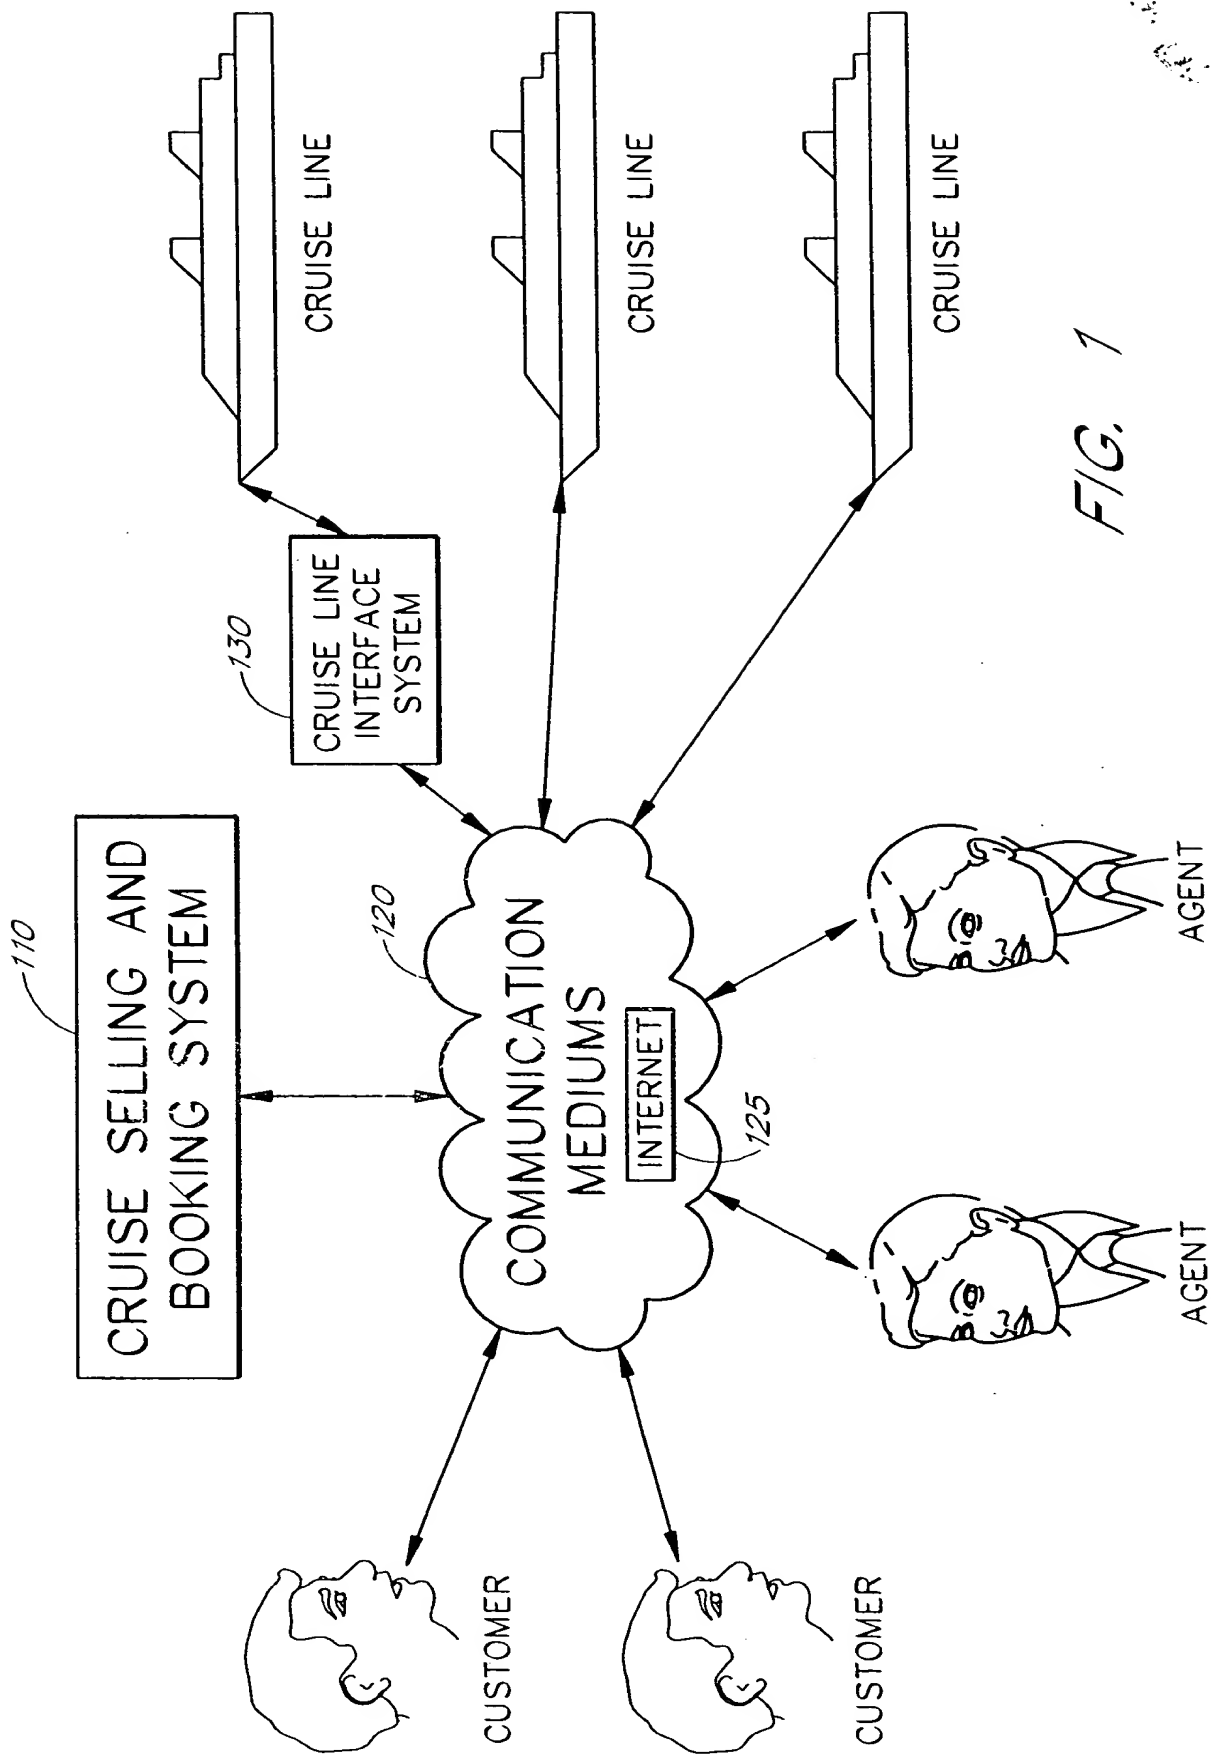 110
CRUISE SELLING AND
BOOKING SYSTEM
130
CRUISE LINE
INTERFACE
SYSTEM
CRUISE LINE
120
COMMUNICATION
MEDIUMS
INTERNET
125
CRUISE LINE
CRUISE LINE
CUSTOMER
CUSTOMER
AGENT
AGENT
FIG. 1